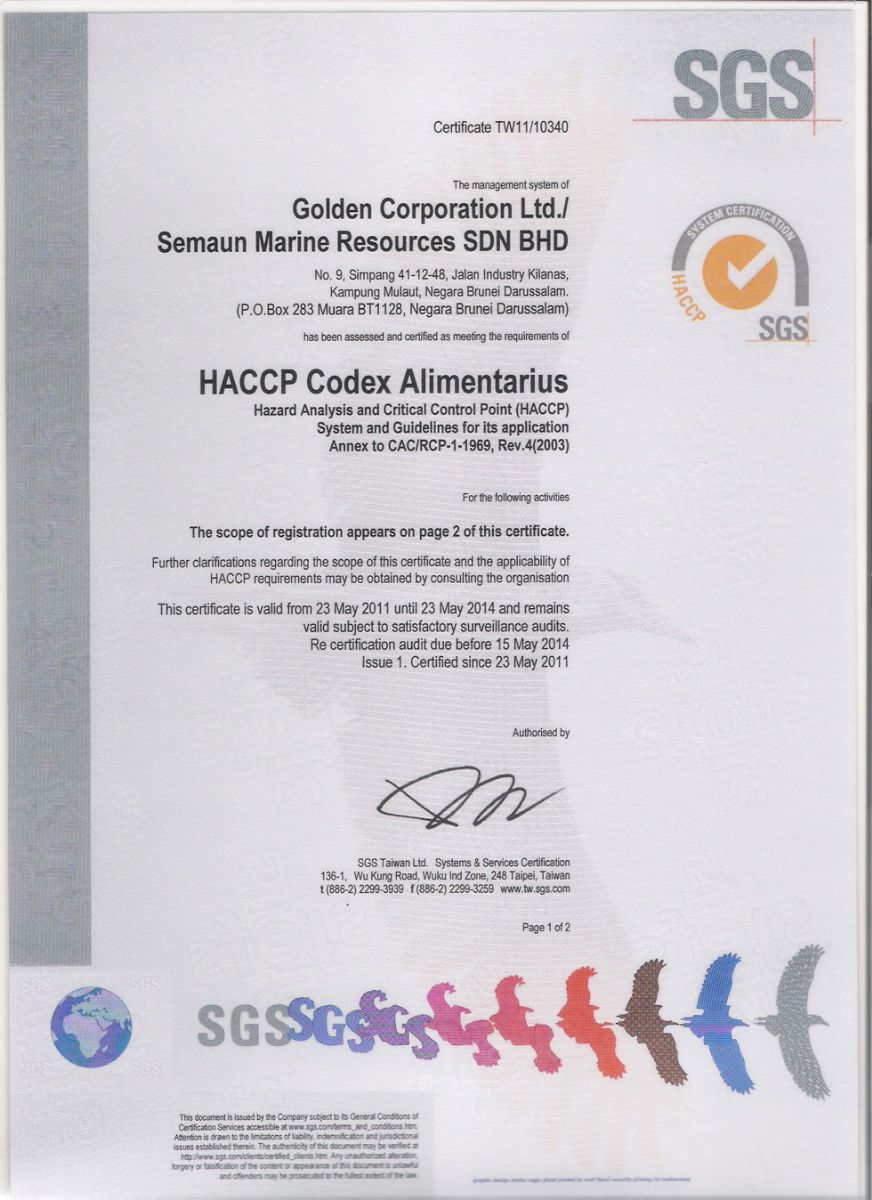 SGS
Certificate TW11/10340
The management system of
Golden Corporation Ltd./
Semaun Marine Resources SDN BHD
No. 9, Simpang 41-12-48, Jalan Industry Kilanas,
Kampung Mulaut, Negara Brunei Darussalam.
(P.O.Box 283 Muara BT1128, Negara Brunei Darussalam)
has been assessed and certified as meeting the requirements of
SYSTEM CERTIFICATION
HACCP
SGS
HACCP Codex Alimentarius
Hazard Analysis and Critical Control Point (HACCP)
System and Guidelines for its application
Annex to CAC/RCP-1-1969, Rev.4(2003)
For the following activities
The scope of registration appears on page 2 of this certificate.
Further clarifications regarding the scope of this certificate and the applicability of
HACCP requirements may be obtained by consulting the organisation
This certificate is valid from 23 May 2011 until 23 May 2014 and remains
valid subject to satisfactory surveillance audits.
Re certification audit due before 15 May 2014
Issue 1. Certified since 23 May 2011
Authorised by
SGS Taiwan Ltd. Systems & Services Certification
136-1, Wu Kung Road, Wuku Ind Zone, 248 Taipei, Taiwan
t (886-2) 2299-3939 f (886-2) 2299-3259 www.tw.sgs.com
Page 1 of 2
SGS SGS SGS
This document is issued by the Company subject to its General Conditions of
Certification Services accessible at www.sgs.com/terms_and_conditions.htm.
Attention is drawn to the limitations of liability, indemnification and jurisdictional
issues established therein. The authenticity of this document may be verified at
http://www.sgs.com/clients/certified_clients.htm. Any unauthorized alteration,
forgery or falsification of the content or appearance of this document is unlawful
and offenders may be prosecuted to the fullest extent of the law.